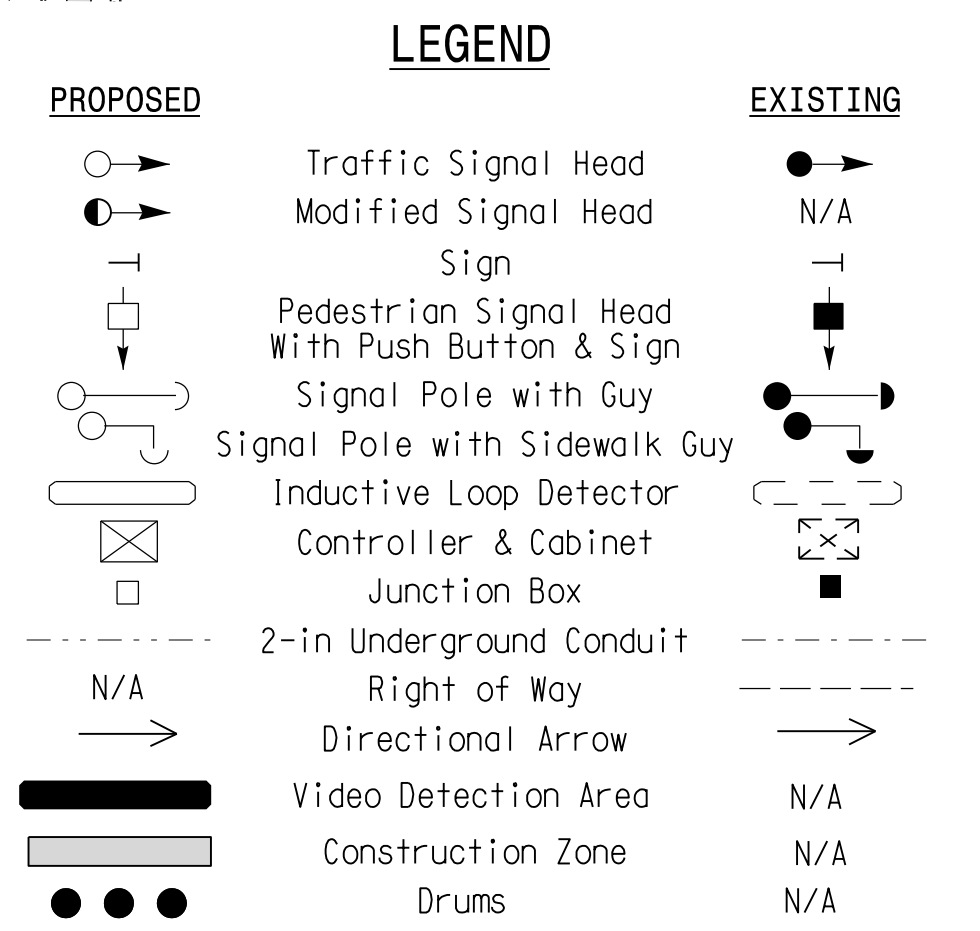 LEGEND
PROPOSED EXISTING
Traffic Signal Head
Modified Signal Head N/A
Sign
Pedestrian Signal Head
With Push Button & Sign
Signal Pole with Guy
Signal Pole with Sidewalk Guy
Inductive Loop Detector
Controller & Cabinet
Junction Box
2-in Underground Conduit
N/A Right of Way
Directional Arrow
Video Detection Area N/A
Construction Zone N/A
Drums N/A